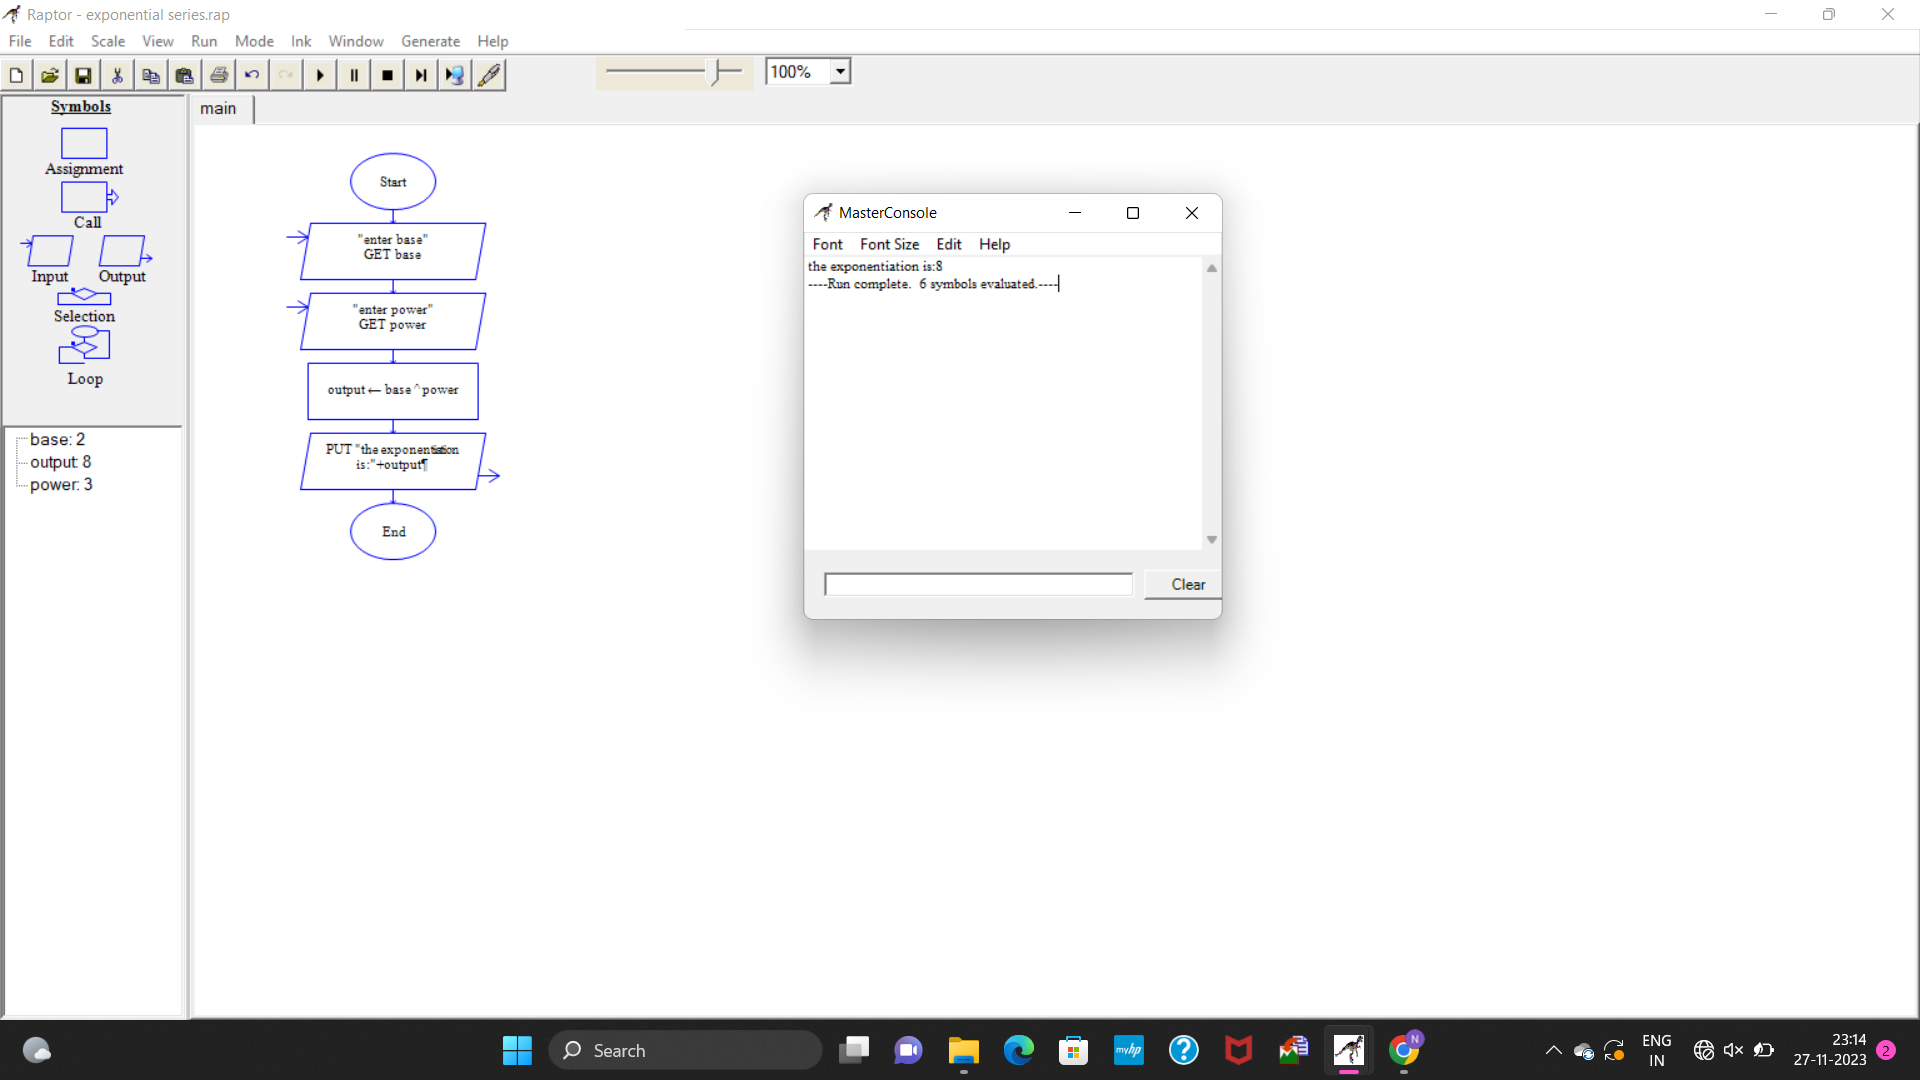 Raptor - exponential series.rap
File Edit Scale View Run Mode Ink Window Generate Help
100%
Symbols
Assignment
Call
Input Output
Selection
Loop
base: 2
output: 8
power: 3
main
Start
"enter base"
GET base
"enter power"
GET power
output ← base ^ power
PUT "the exponentiation
is:"+output¶
End
MasterConsole
Font Font Size Edit Help
the exponentiation is:8
----Run complete. 6 symbols evaluated.----
Clear
Search
myhp
?
N
ENG
IN
23:14
27-11-2023
2